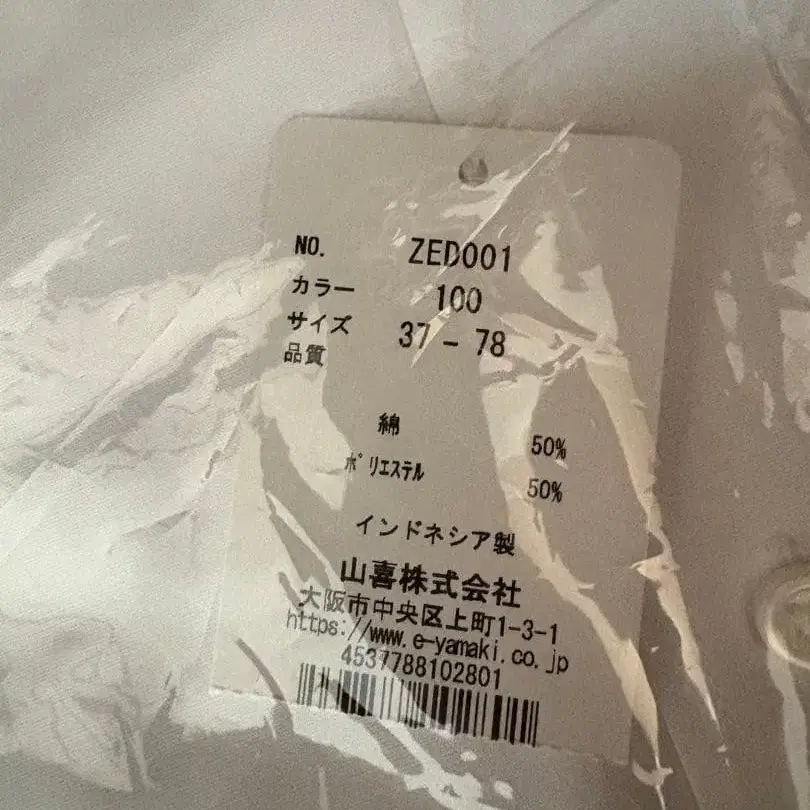 NO. ZED001
カラー 100
サイズ 37 - 78
品質
綿 50%
ポリエステル 50%
インドネシア製
山喜株式会社
大阪市中央区上町1-3-1
https://www.e-yamaki.co.jp
4537788102801